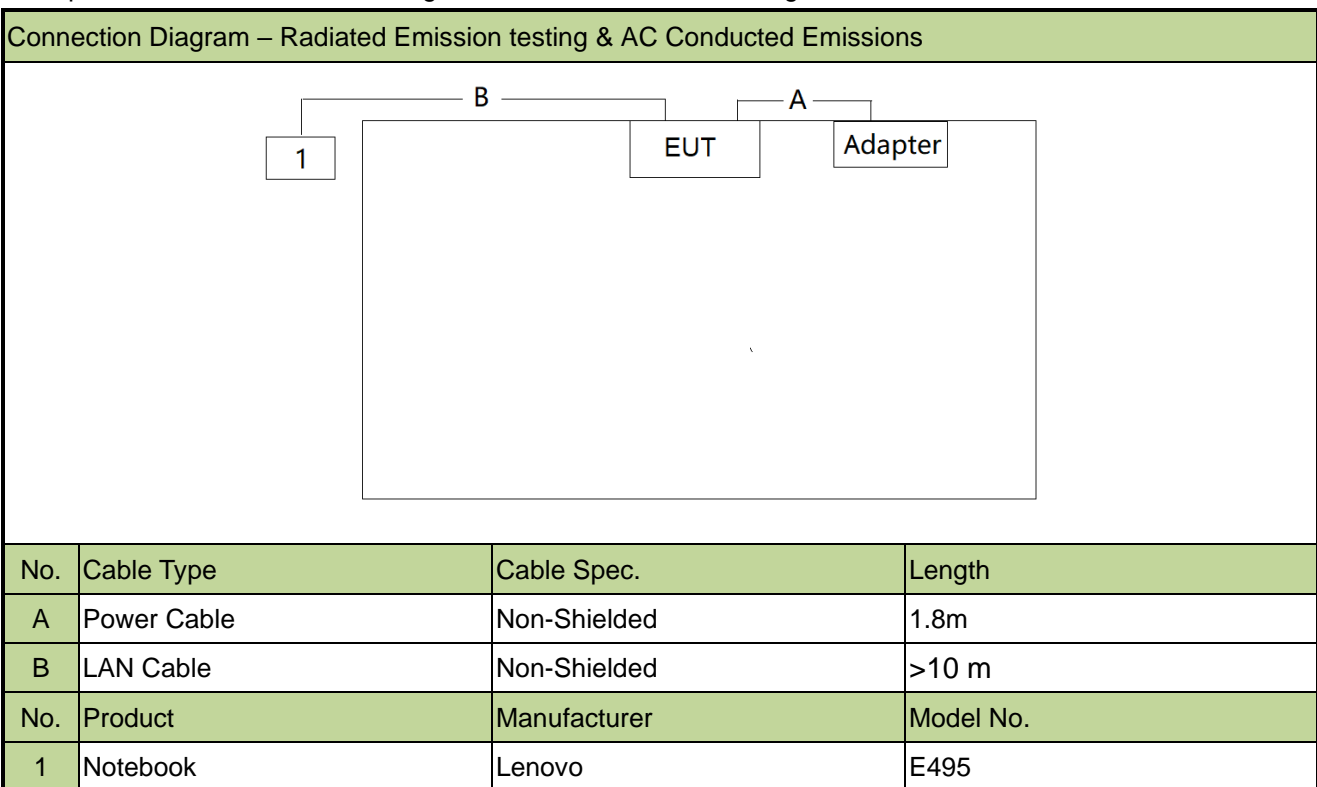 Connection Diagram – Radiated Emission testing & AC Conducted Emissions
B
A
1
EUT
Adapter
No. Cable Type Cable Spec. Length
A Power Cable Non-Shielded 1.8m
B LAN Cable Non-Shielded >10 m
No. Product Manufacturer Model No.
1 Notebook Lenovo E495